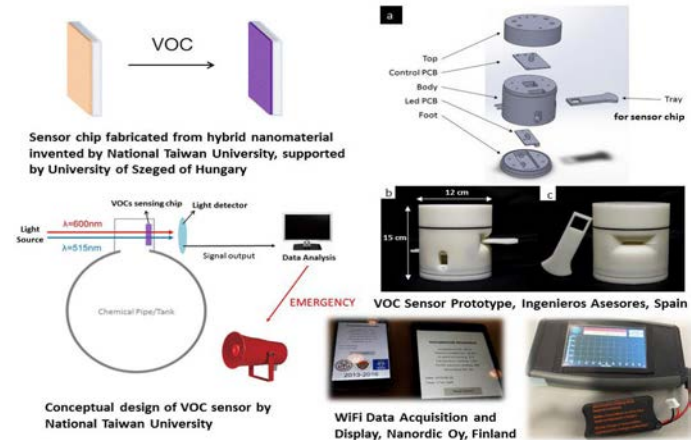 VOC
Sensor chip fabricated from hybrid nanomaterial
invented by National Taiwan University, supported
by University of Szeged of Hungary
VOCs sensing chip
Light detector
Light
Source
λ=600nm
λ=515nm
Signal output
Data Analysis
Chemical Pipe/Tank
EMERGENCY
Conceptual design of VOC sensor by
National Taiwan University
a
Top
Control PCB
Body
Led PCB
Foot
Tray
for sensor chip
b
12 cm
15 cm
c
VOC Sensor Prototype, Ingenieros Asesores, Spain
2015-2016
WiFi Data Acquisition and
Display, Nanordic Oy, Finland